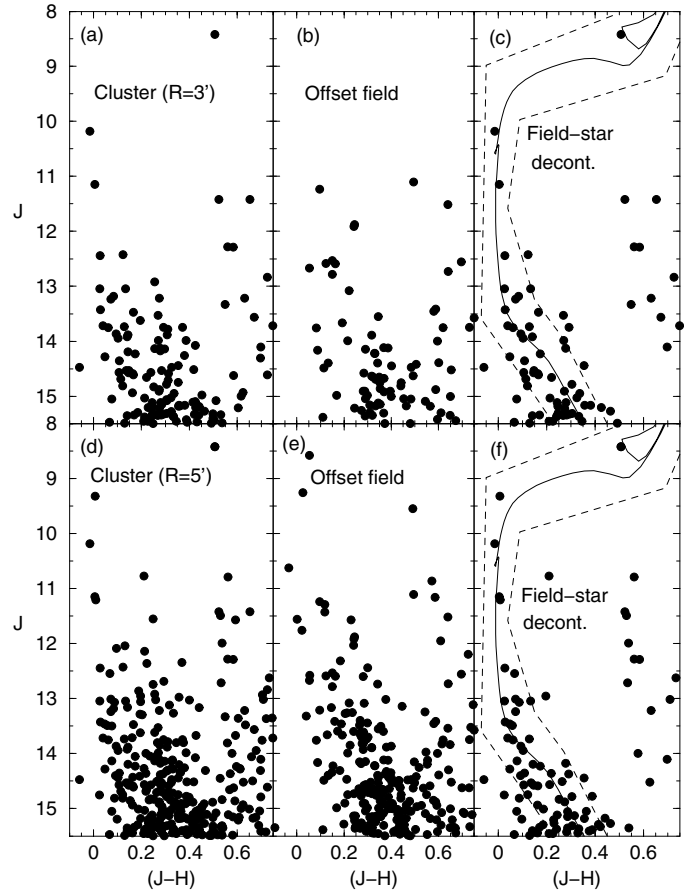 (a) (b) (c)
Cluster (R=3') Offset field
Field−star
decont.
J
8
9
10
11
12
13
14
15
8
(d) (e) (f)
Cluster (R=5') Offset field
Field−star
decont.
J
9
10
11
12
13
14
15
0 0.2 0.4 0.6 0 0.2 0.4 0.6 0 0.2 0.4 0.6
(J−H) (J−H) (J−H)